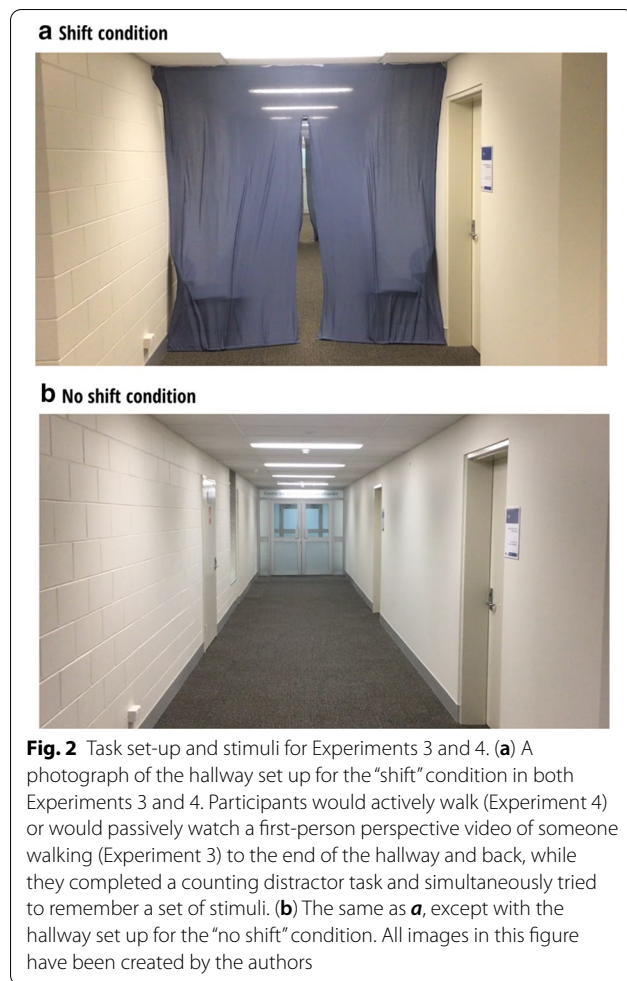 a Shift condition
b No shift condition
Fig. 2 Task set-up and stimuli for Experiments 3 and 4. (a) A
photograph of the hallway set up for the “shift” condition in both
Experiments 3 and 4. Participants would actively walk (Experiment 4)
or would passively watch a first-person perspective video of someone
walking (Experiment 3) to the end of the hallway and back, while
they completed a counting distractor task and simultaneously tried
to remember a set of stimuli. (b) The same as a, except with the
hallway set up for the “no shift” condition. All images in this figure
have been created by the authors